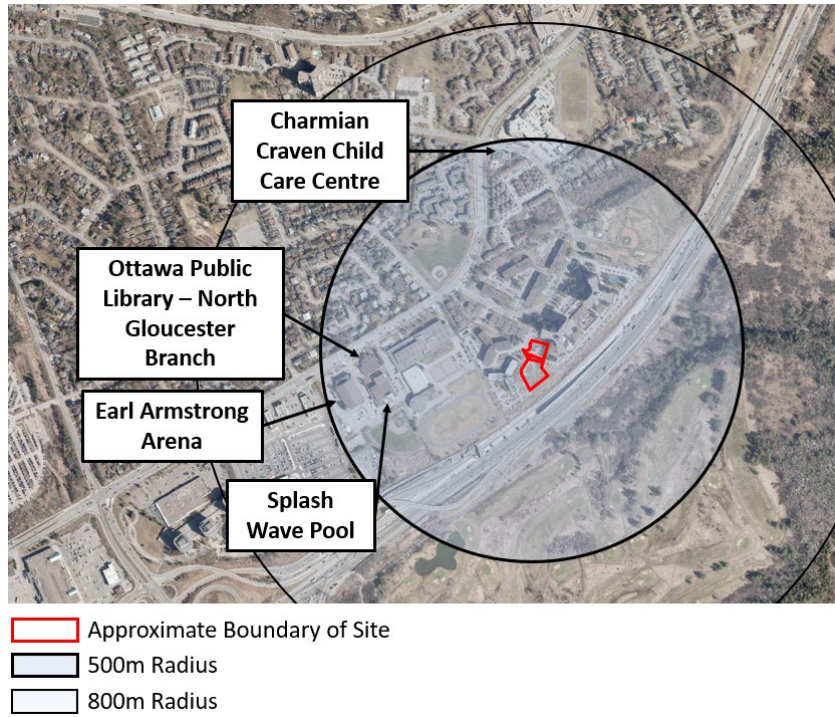 Charmian
Craven Child
Care Centre
Ottawa Public
Library – North
Gloucester
Branch
Earl Armstrong
Arena
Splash
Wave Pool
Approximate Boundary of Site
500m Radius
800m Radius